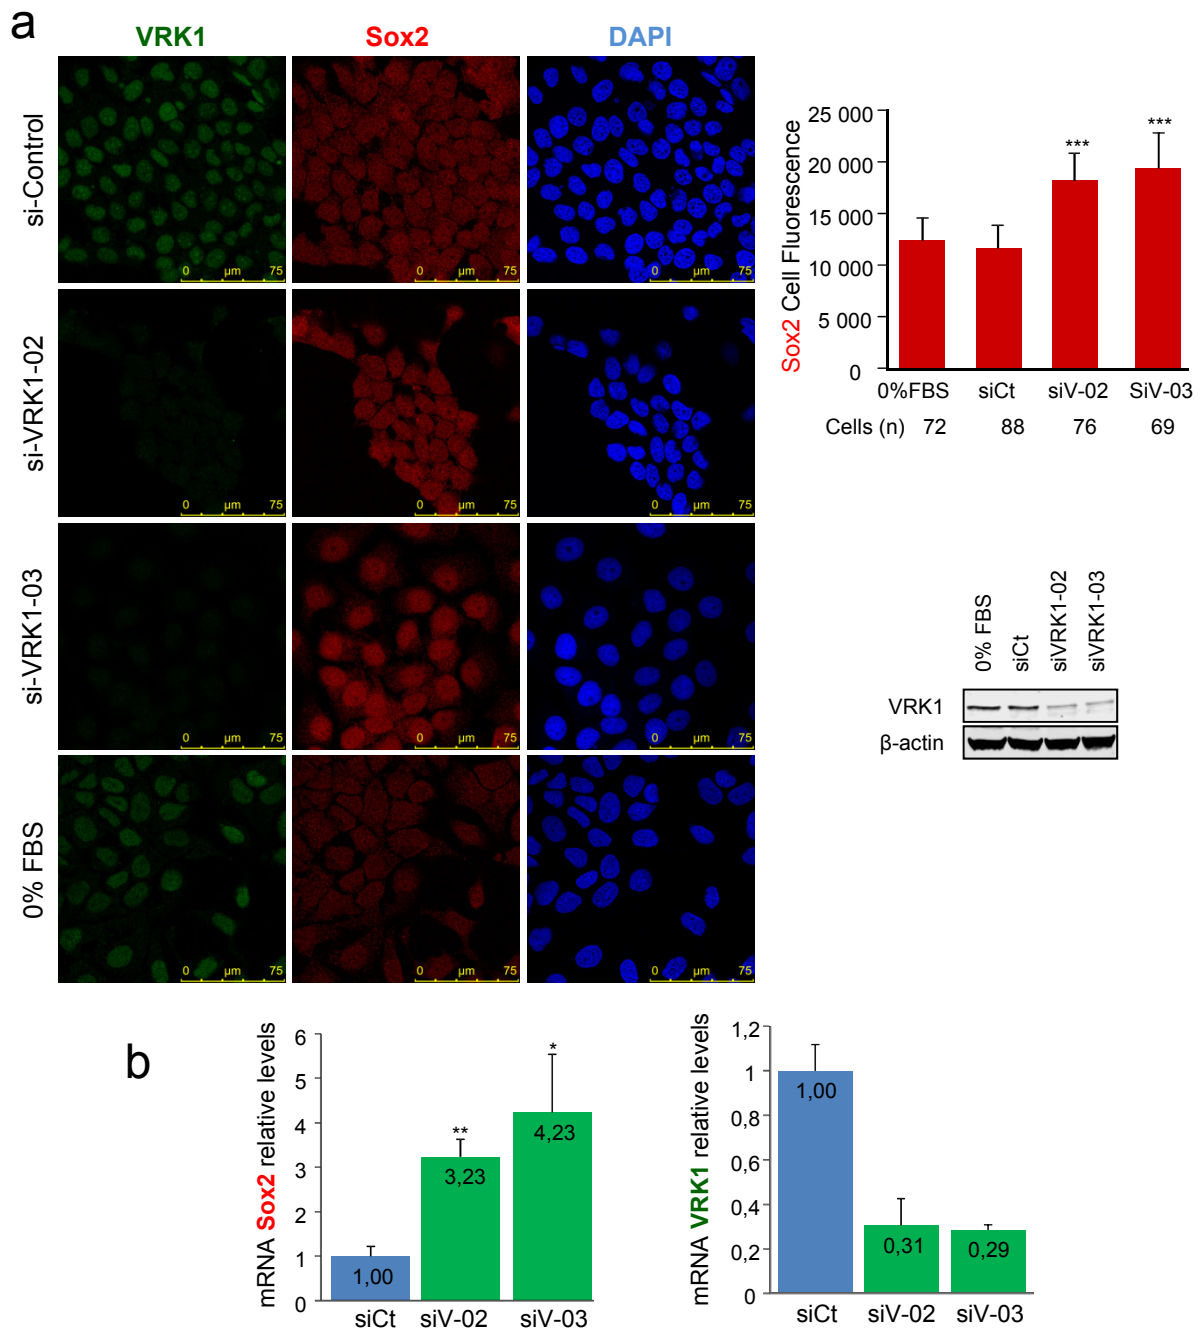 a
VRK1 Sox2 DAPI
si-Control
0 µm 75
0 µm 75
0 µm 75
si-VRK1-02
0 µm 75
0 µm 75
0 µm 75
si-VRK1-03
0 µm 75
0 µm 75
0 µm 75
0% FBS
0 µm 75
0 µm 75
0 µm 75
Sox2 Cell Fluorescence
25 000
20 000
15 000
10 000
5 000
0
*** ***
0%FBS siCt siV-02 SiV-03
Cells (n) 72 88 76 69
0% FBS
siCt
siVRK1-02
siVRK1-03
VRK1
β-actin
b
mRNA Sox2 relative levels
6
5
4
3
2
1
0
** *
1,00 3,23 4,23
siCt siV-02 siV-03
mRNA VRK1 relative levels
1,2
1
0,8
0,6
0,4
0,2
0
1,00 0,31 0,29
siCt siV-02 siV-03